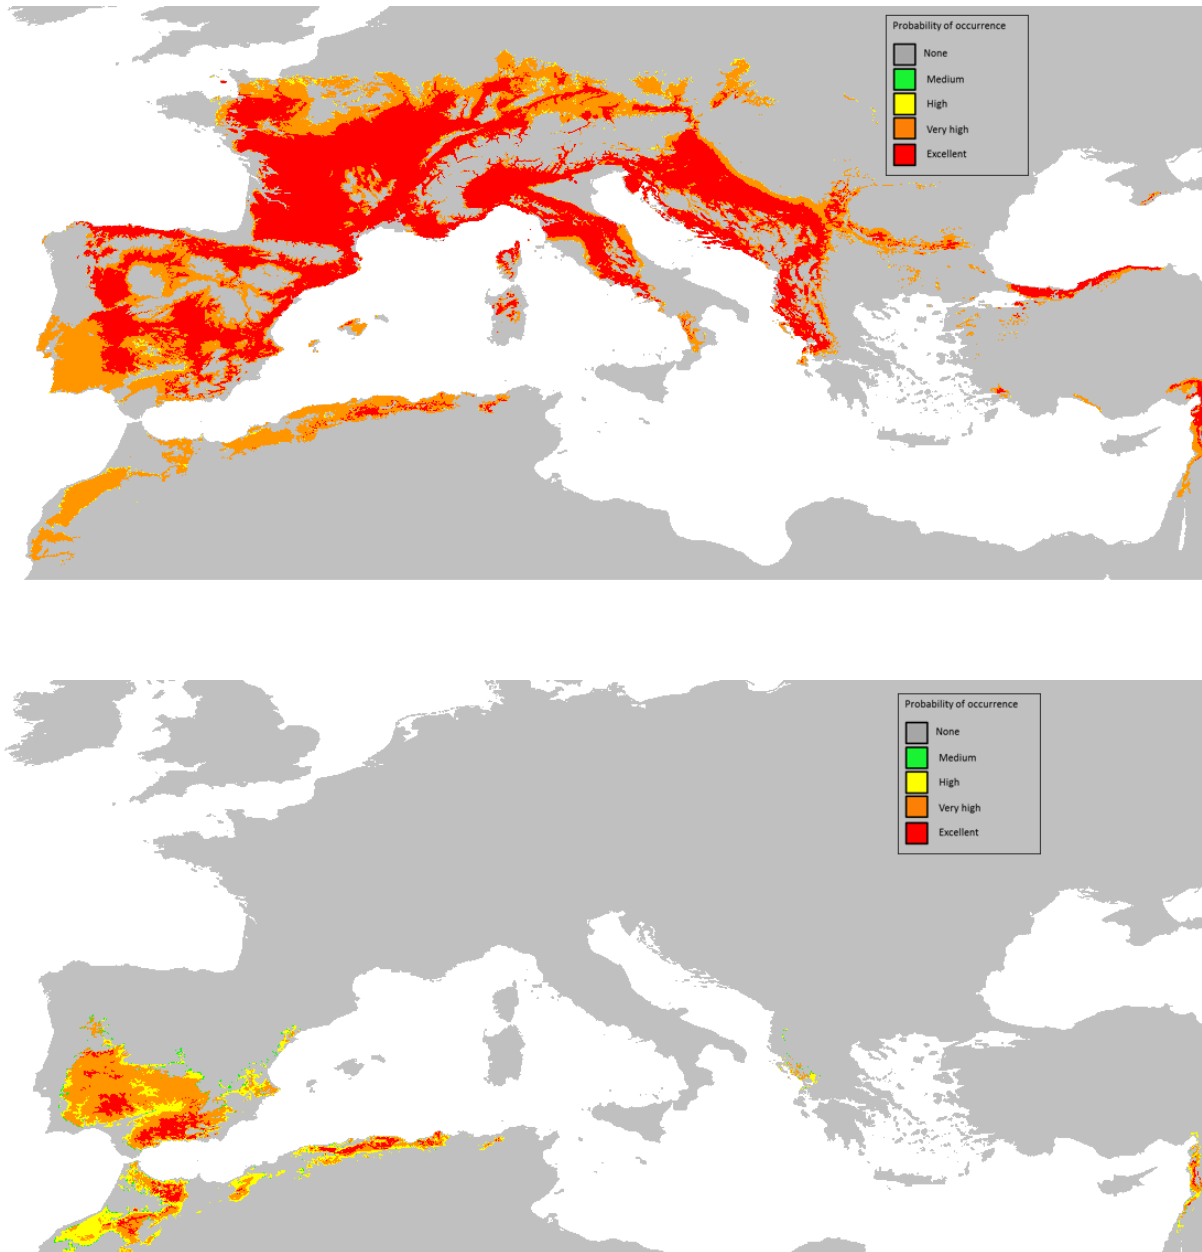 Probability of occurrence
None
Medium
High
Very high
Excellent
Probability of occurrence
None
Medium
High
Very high
Excellent